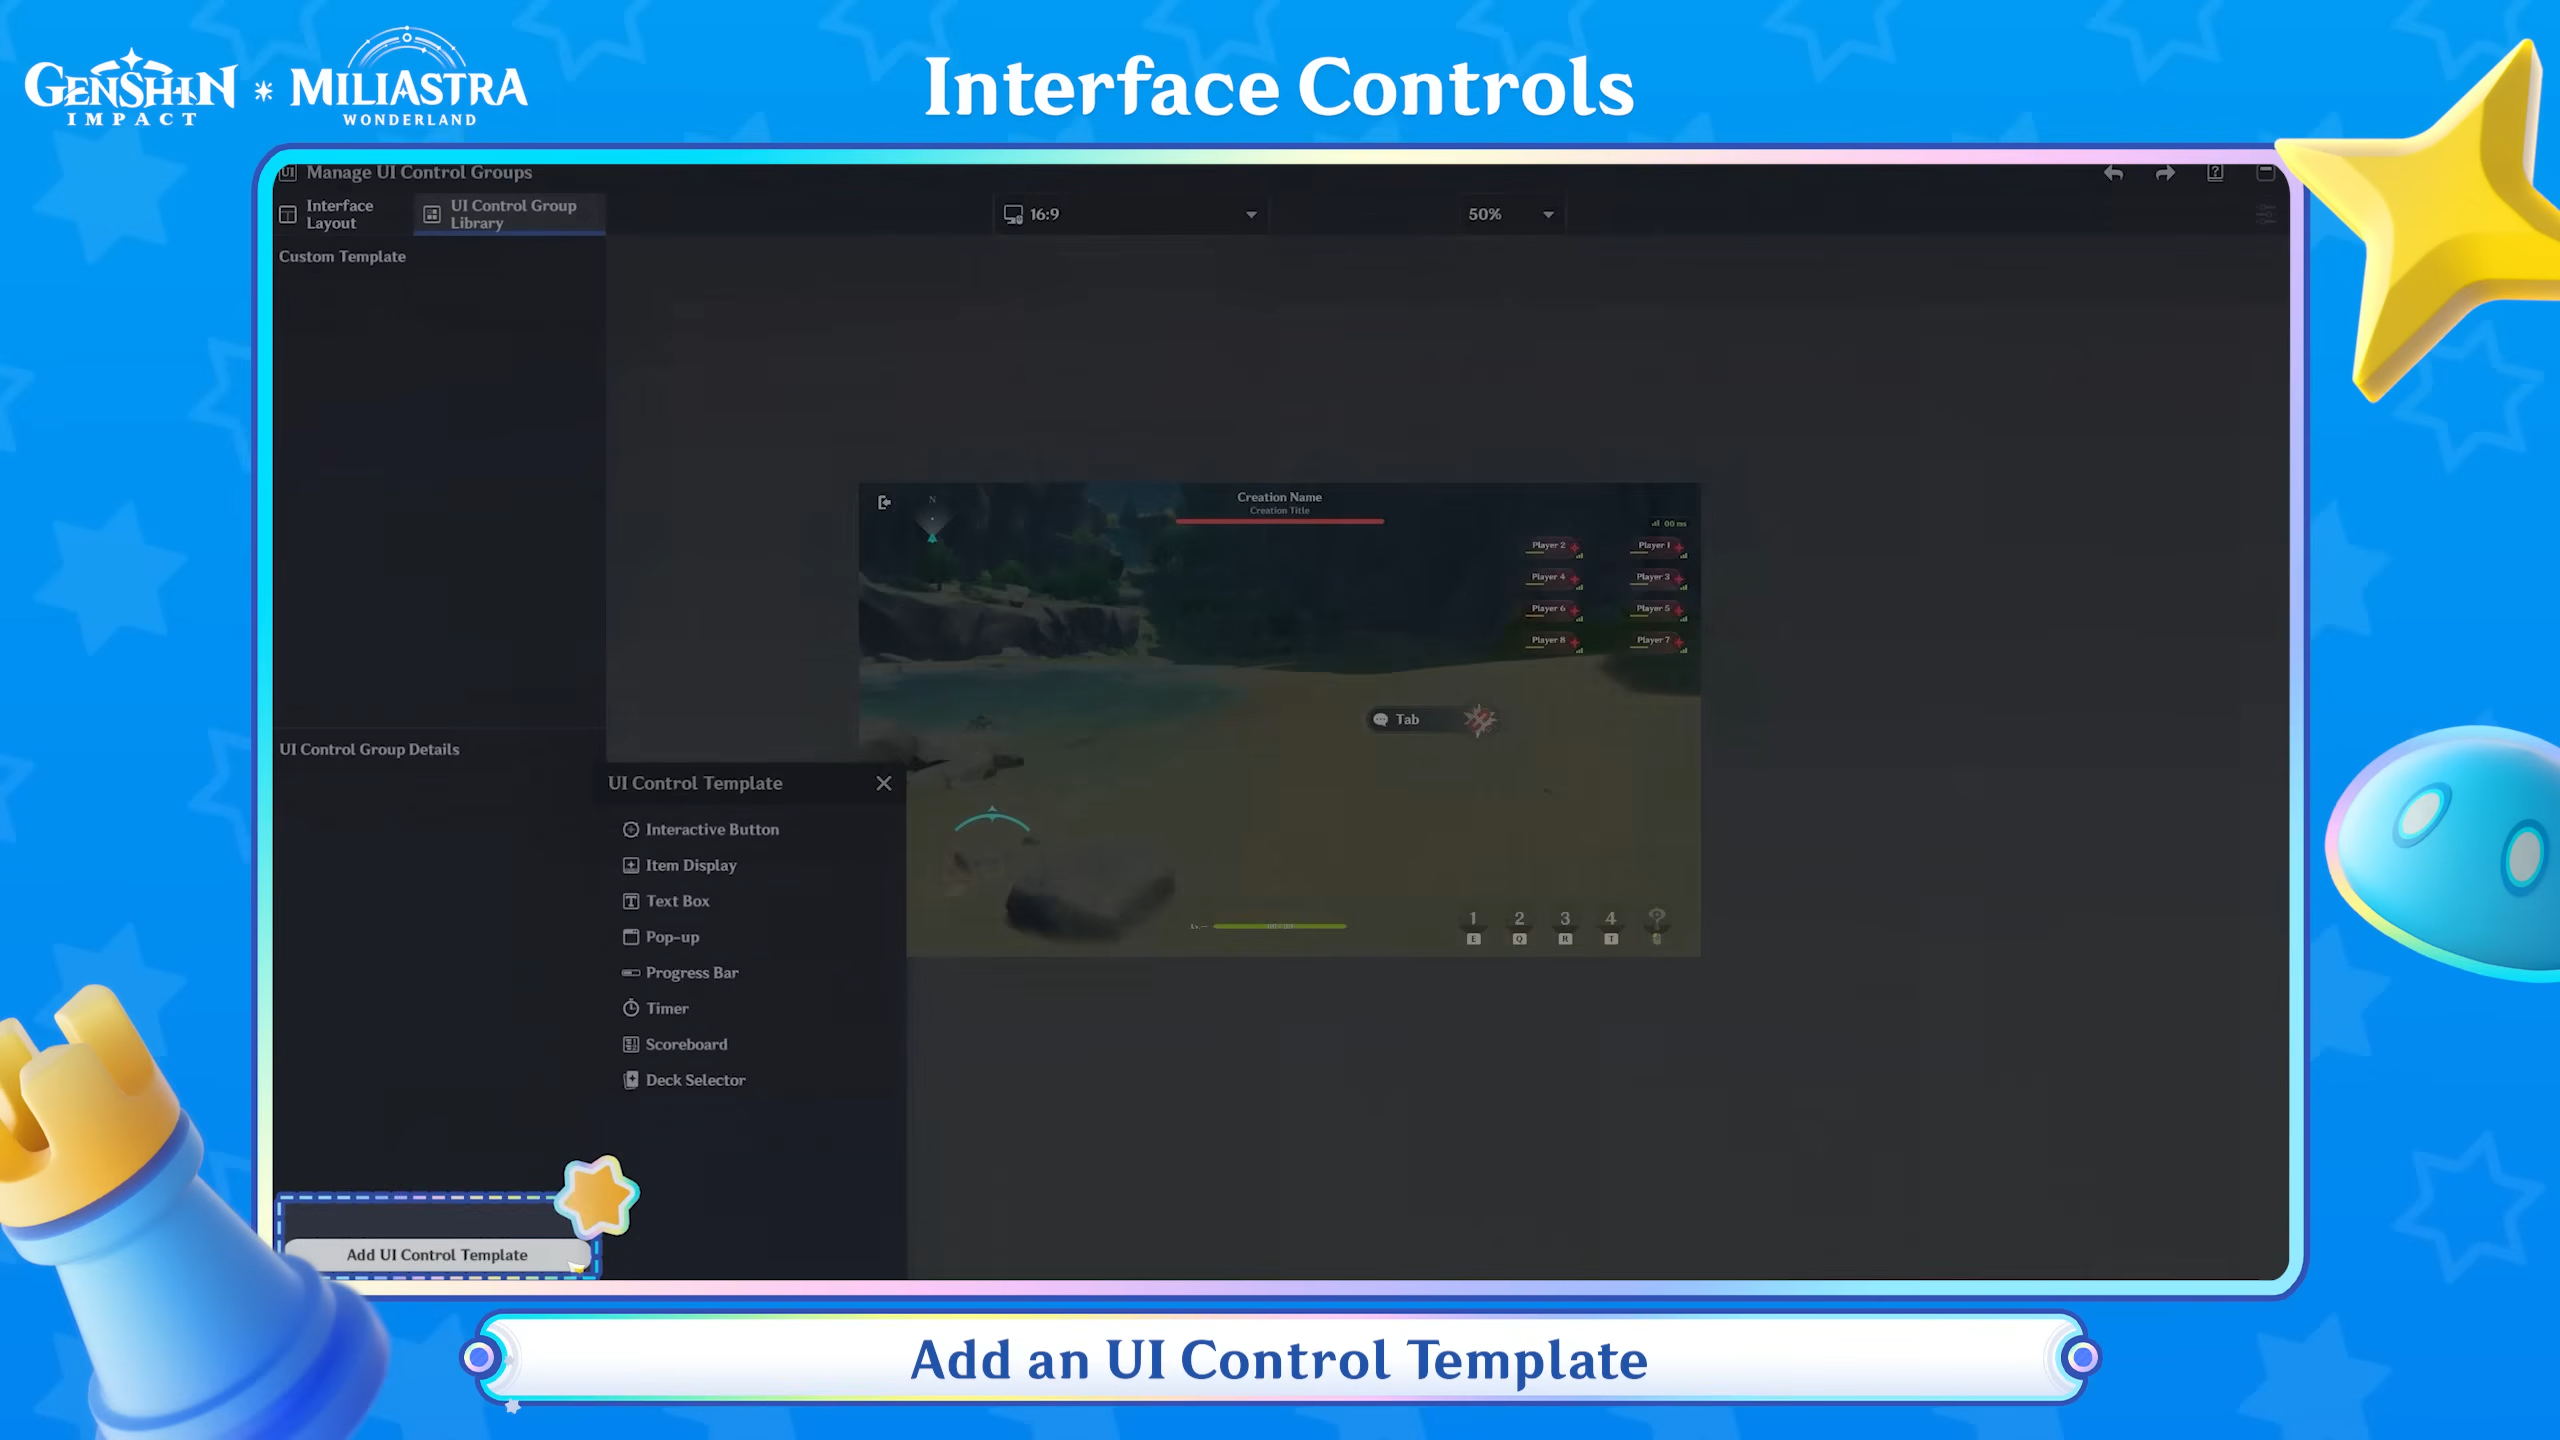 GENSHIN IMPACT * MILIASTRA WONDERLAND
Interface Controls
UI Manage UI Control Groups
Interface Layout
UI Control Group Library
16:9
50%
Custom Template
N
Creation Name
Creation Title
00 ms
Player 2
Player 1
Player 4
Player 3
Player 6
Player 5
Player 8
Player 7
Tab
UI Control Group Details
UI Control Template
Interactive Button
Item Display
Text Box
Pop-up
Progress Bar
Timer
Scoreboard
Deck Selector
1 2 3 4
E Q R T
Add UI Control Template
Add an UI Control Template